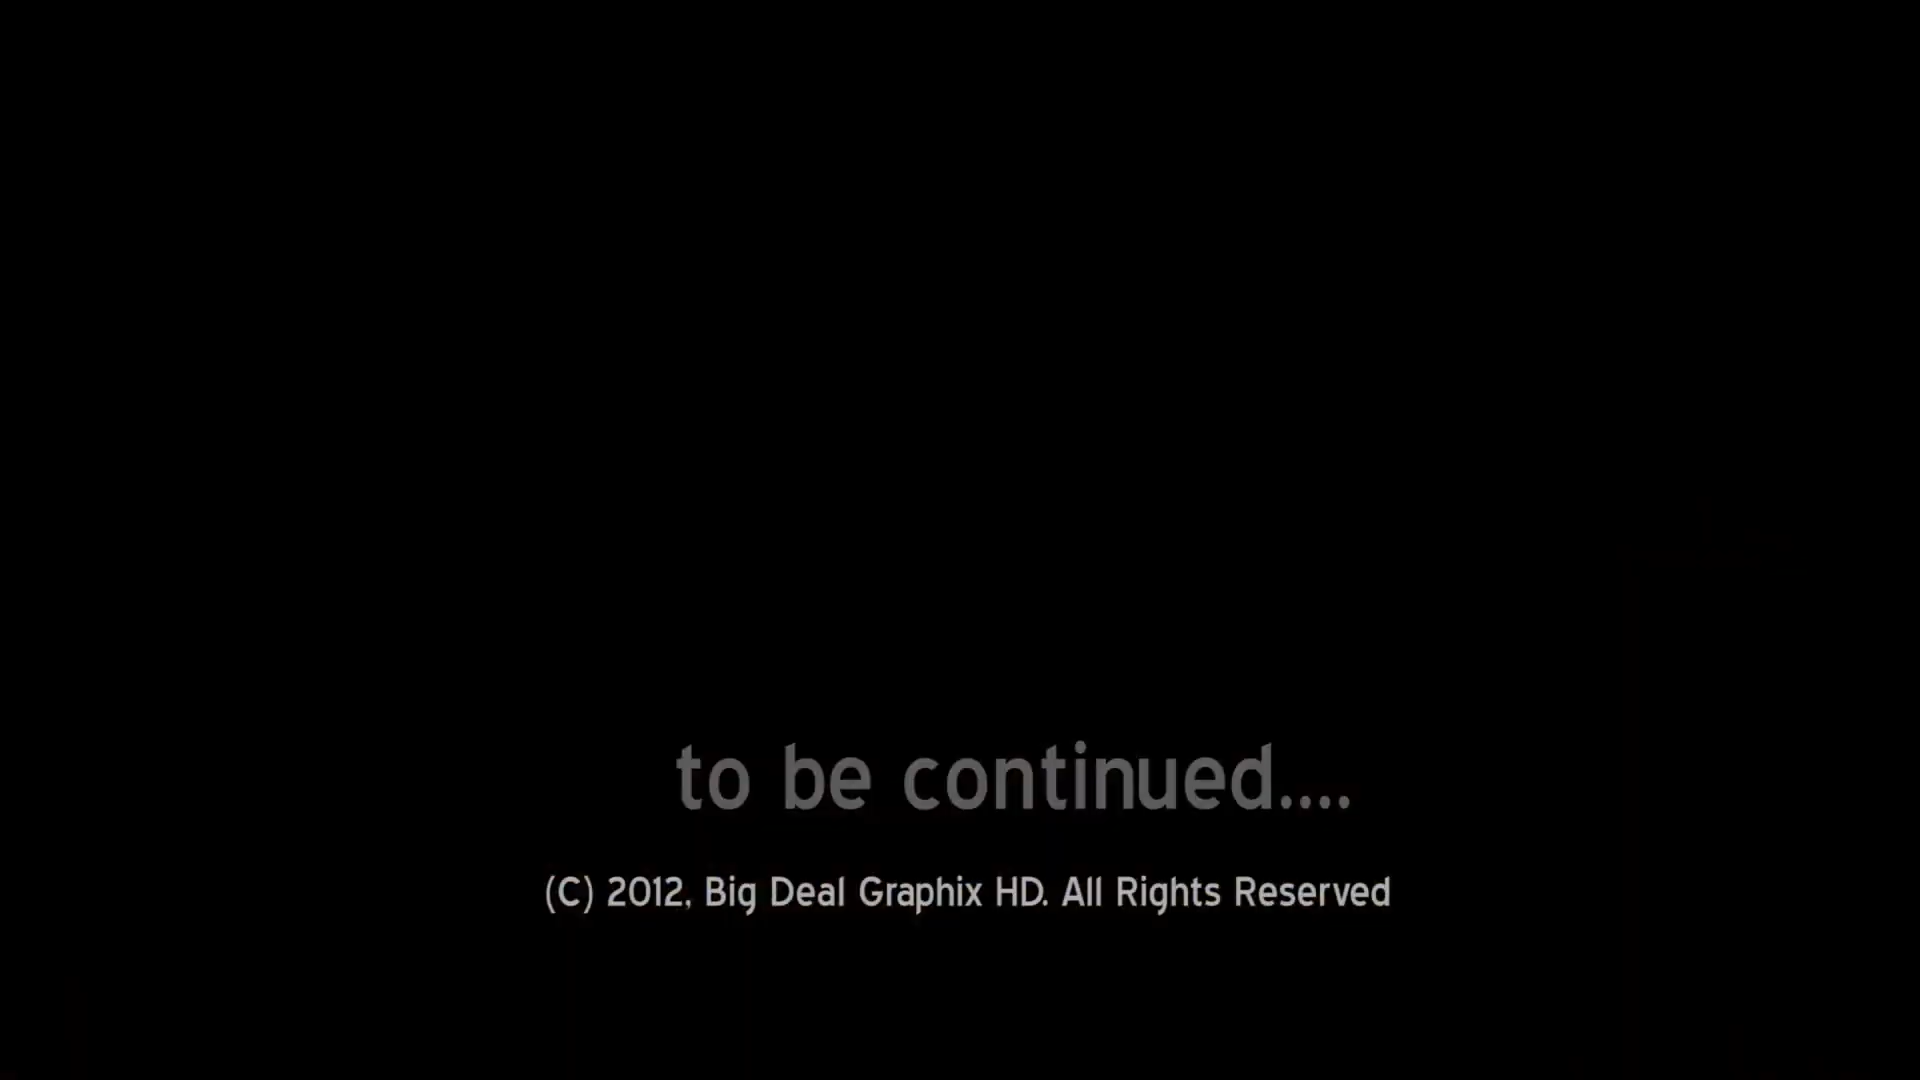 to be continued....
(C) 2012, Big Deal Graphix HD. All Rights Reserved